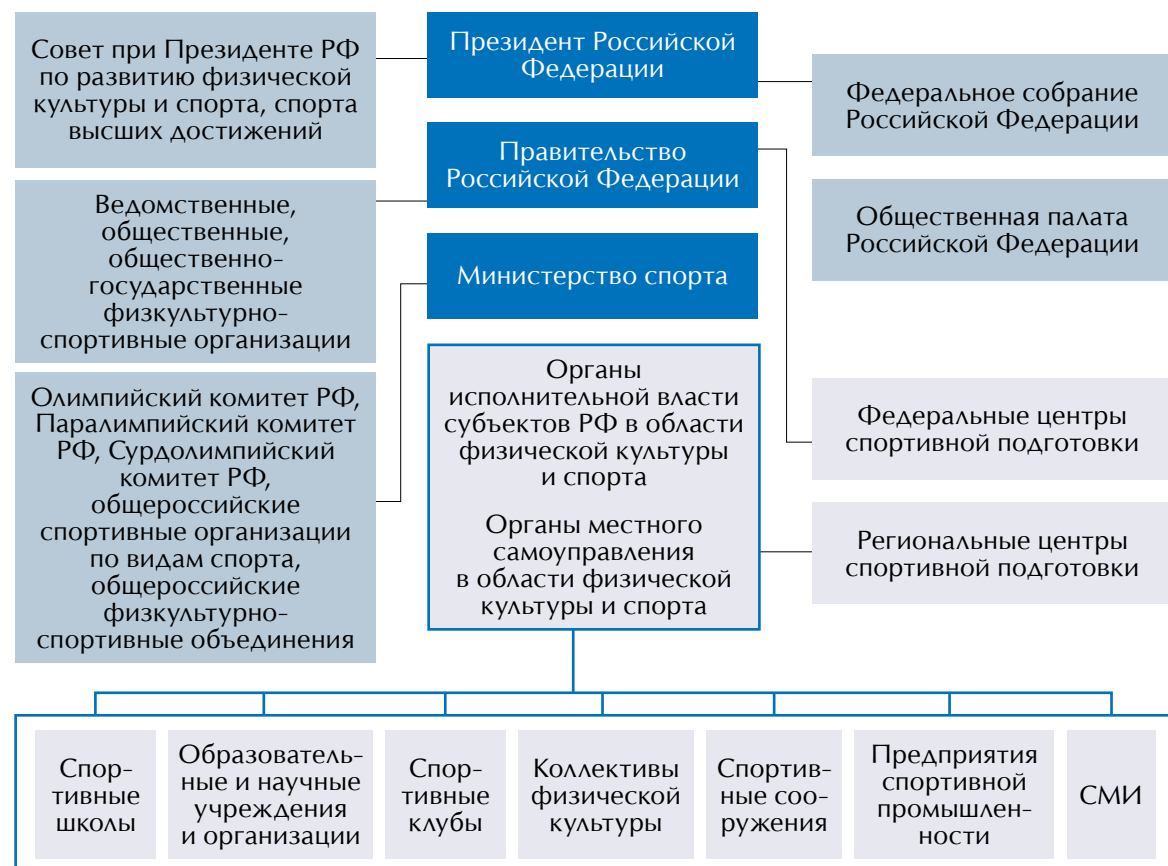 Совет при Президенте РФ
по развитию физической
культуры и спорта, спорта
высших достижений
Президент Российской
Федерации
Федеральное собрание
Российской Федерации
Правительство
Российской Федерации
Ведомственные,
общественные,
общественно-
государственные
физкультурно-
спортивные организации
Общественная палата
Российской Федерации
Министерство спорта
Олимпийский комитет РФ,
Паралимпийский комитет
РФ, Сурдолимпийский
комитет РФ,
общероссийские
спортивные организации
по видам спорта,
общероссийские
физкультурно-
спортивные объединения
Органы
исполнительной власти
субъектов РФ в области
физической культуры
и спорта
Органы местного
самоуправления
в области физической
культуры и спорта
Федеральные центры
спортивной подготовки
Региональные центры
спортивной подготовки
Спор-
тивные
школы
Образователь-
ные и научные
учреждения
и организации
Спор-
тивные
клубы
Коллективы
физической
культуры
Спортив-
ные соо-
ружения
Предприятия
спортивной
промышлен-
ности
СМИ